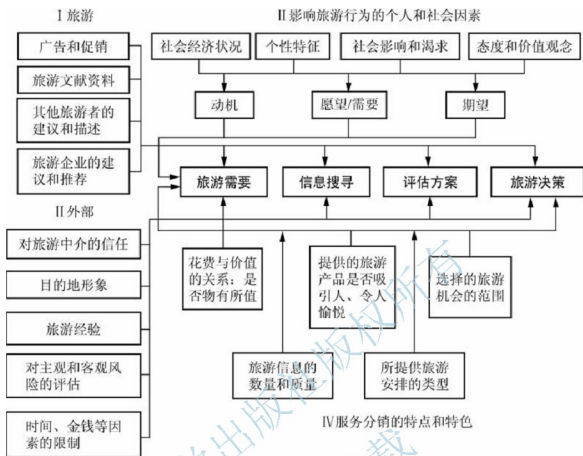 I 旅游
II影响旅游行为的个人和社会因素
广告和促销
旅游文献资料
其他旅游者的
建议和描述
旅游企业的建
议和推荐
社会经济状况
个性特征
社会影响和渴求
态度和价值观念
动机
愿望/需要
期望
旅游需要
信息搜寻
评估方案
旅游决策
II外部
对旅游中介的信任
目的地形象
旅游经验
对主观和客观风
险的评估
时间、金钱等因
素的限制
花费与价值
的关系：是
否物有所值
提供的旅游
产品是否吸
引人、令人
愉悦
选择的旅游
机会的范围
旅游信息的
数量和质量
所提供旅游
安排的类型
IV服务分销的特点和特色
出版社版权所有